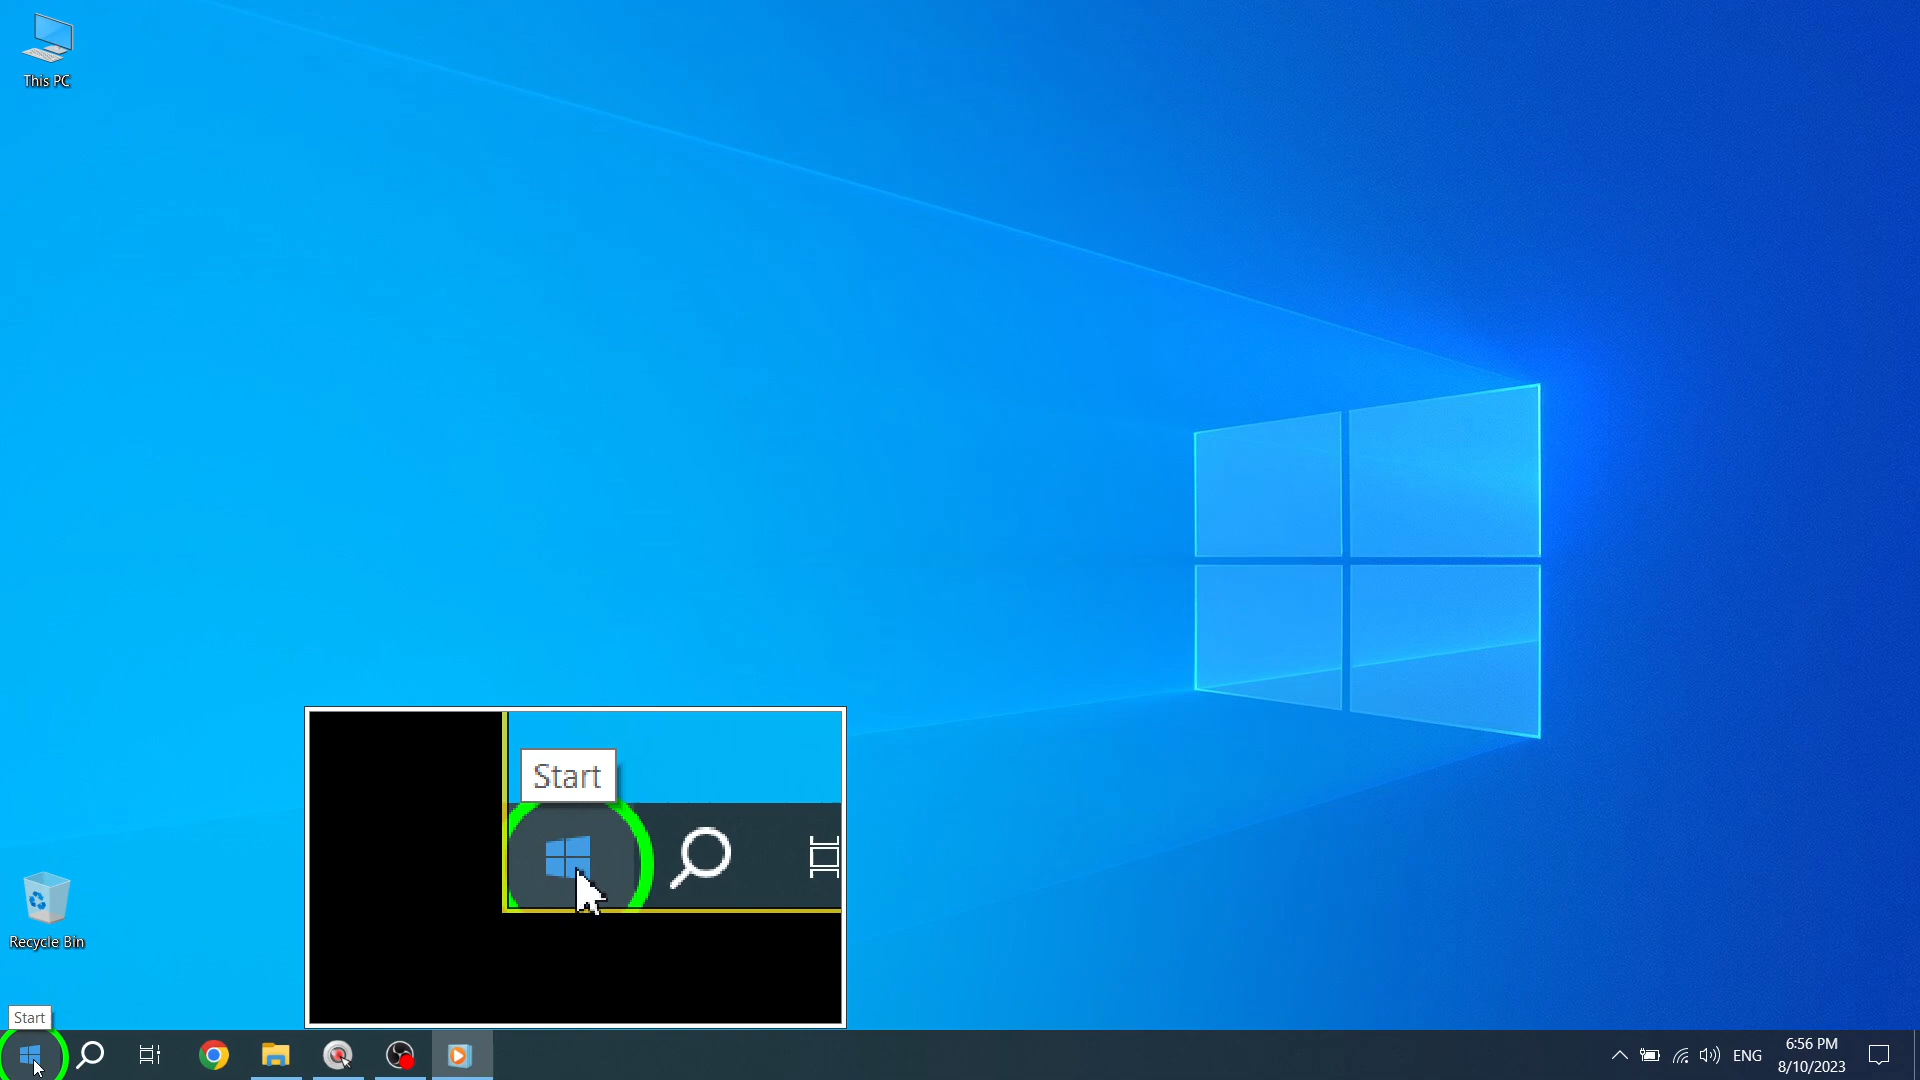 This PC
Start
Recycle Bin
Start
ENG
6:56 PM
8/10/2023